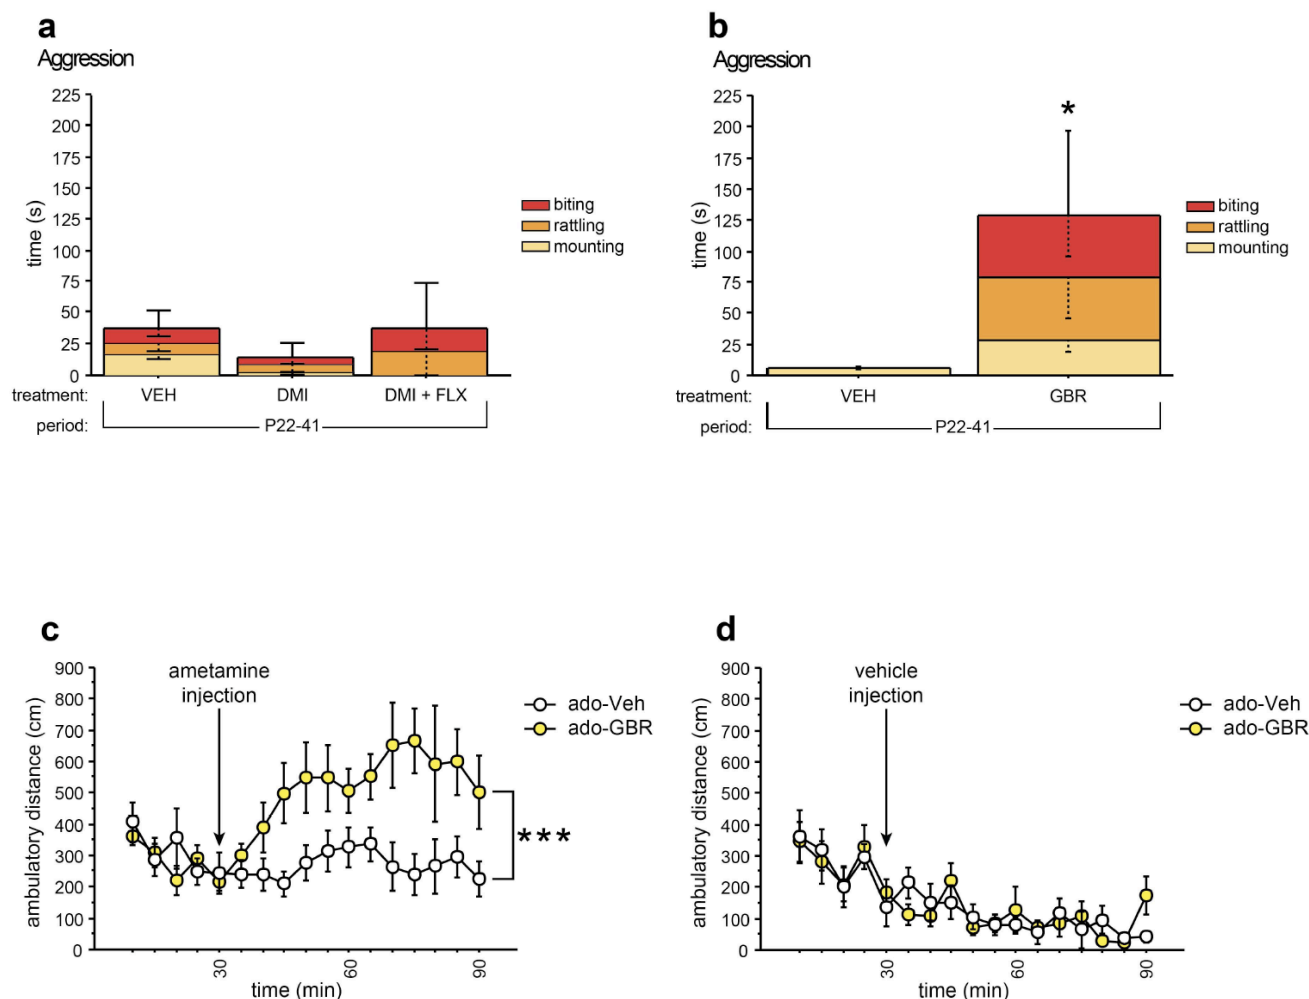 a
Aggression
225
200
175
150
125
100
75
50
25
0
time (s)
biting
rattling
mounting
treatment: VEH DMI DMI + FLX
period: P22-41
b
Aggression
*
225
200
175
150
125
100
75
50
25
0
time (s)
biting
rattling
mounting
treatment: VEH GBR
period: P22-41
c
900
800
700
600
500
400
300
200
100
0
ambulatory distance (cm)
ametamine
injection
ado-Veh
ado-GBR
***
30 60 90
time (min)
d
900
800
700
600
500
400
300
200
100
0
ambulatory distance (cm)
vehicle
injection
ado-Veh
ado-GBR
30 60 90
time (min)